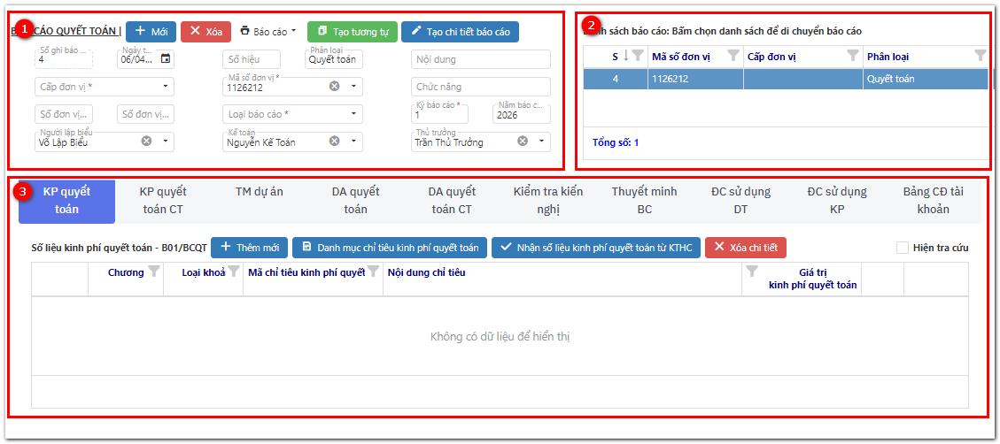 1
CÁO QUYẾT TOÁN |
Mới
Xóa
Báo cáo
Tạo tương tự
Tạo chi tiết báo cáo
Số ghi báo ...
4
Ngày t...
06/04...
Số hiệu
Phân loại
Quyết toán
Nội dung
Cấp đơn vị *
Mã số đơn vị *
1126212
Chức năng
Số đơn vị...
Số đơn vị...
Loại báo cáo *
Kỳ báo cáo *
1
Năm báo c...
2026
Người lập biểu
Võ Lập Biểu
Kế toán
Nguyễn Kế Toán
Thủ trưởng
Trần Thủ Trưởng
2
sách báo cáo: Bấm chọn danh sách để di chuyển báo cáo
S
Mã số đơn vị
Cấp đơn vị
Phân loại
4
1126212
Quyết toán
Tổng số: 1
3
KP quyết
toán
KP quyết
toán CT
TM dự án
DA quyết
toán
DA quyết
toán CT
Kiểm tra kiến
nghị
Thuyết minh
BC
ĐC sử dụng
DT
ĐC sử dụng
KP
Bảng CĐ tài
khoản
Số liệu kinh phí quyết toán - B01/BCQT
Thêm mới
Danh mục chỉ tiêu kinh phí quyết toán
Nhận số liệu kinh phí quyết toán từ KTHC
Xóa chi tiết
Hiện tra cứu
Chương
Loại khoả
Mã chỉ tiêu kinh phí quyết
Nội dung chỉ tiêu
Giá trị
kinh phí quyết toán
Không có dữ liệu để hiển thị